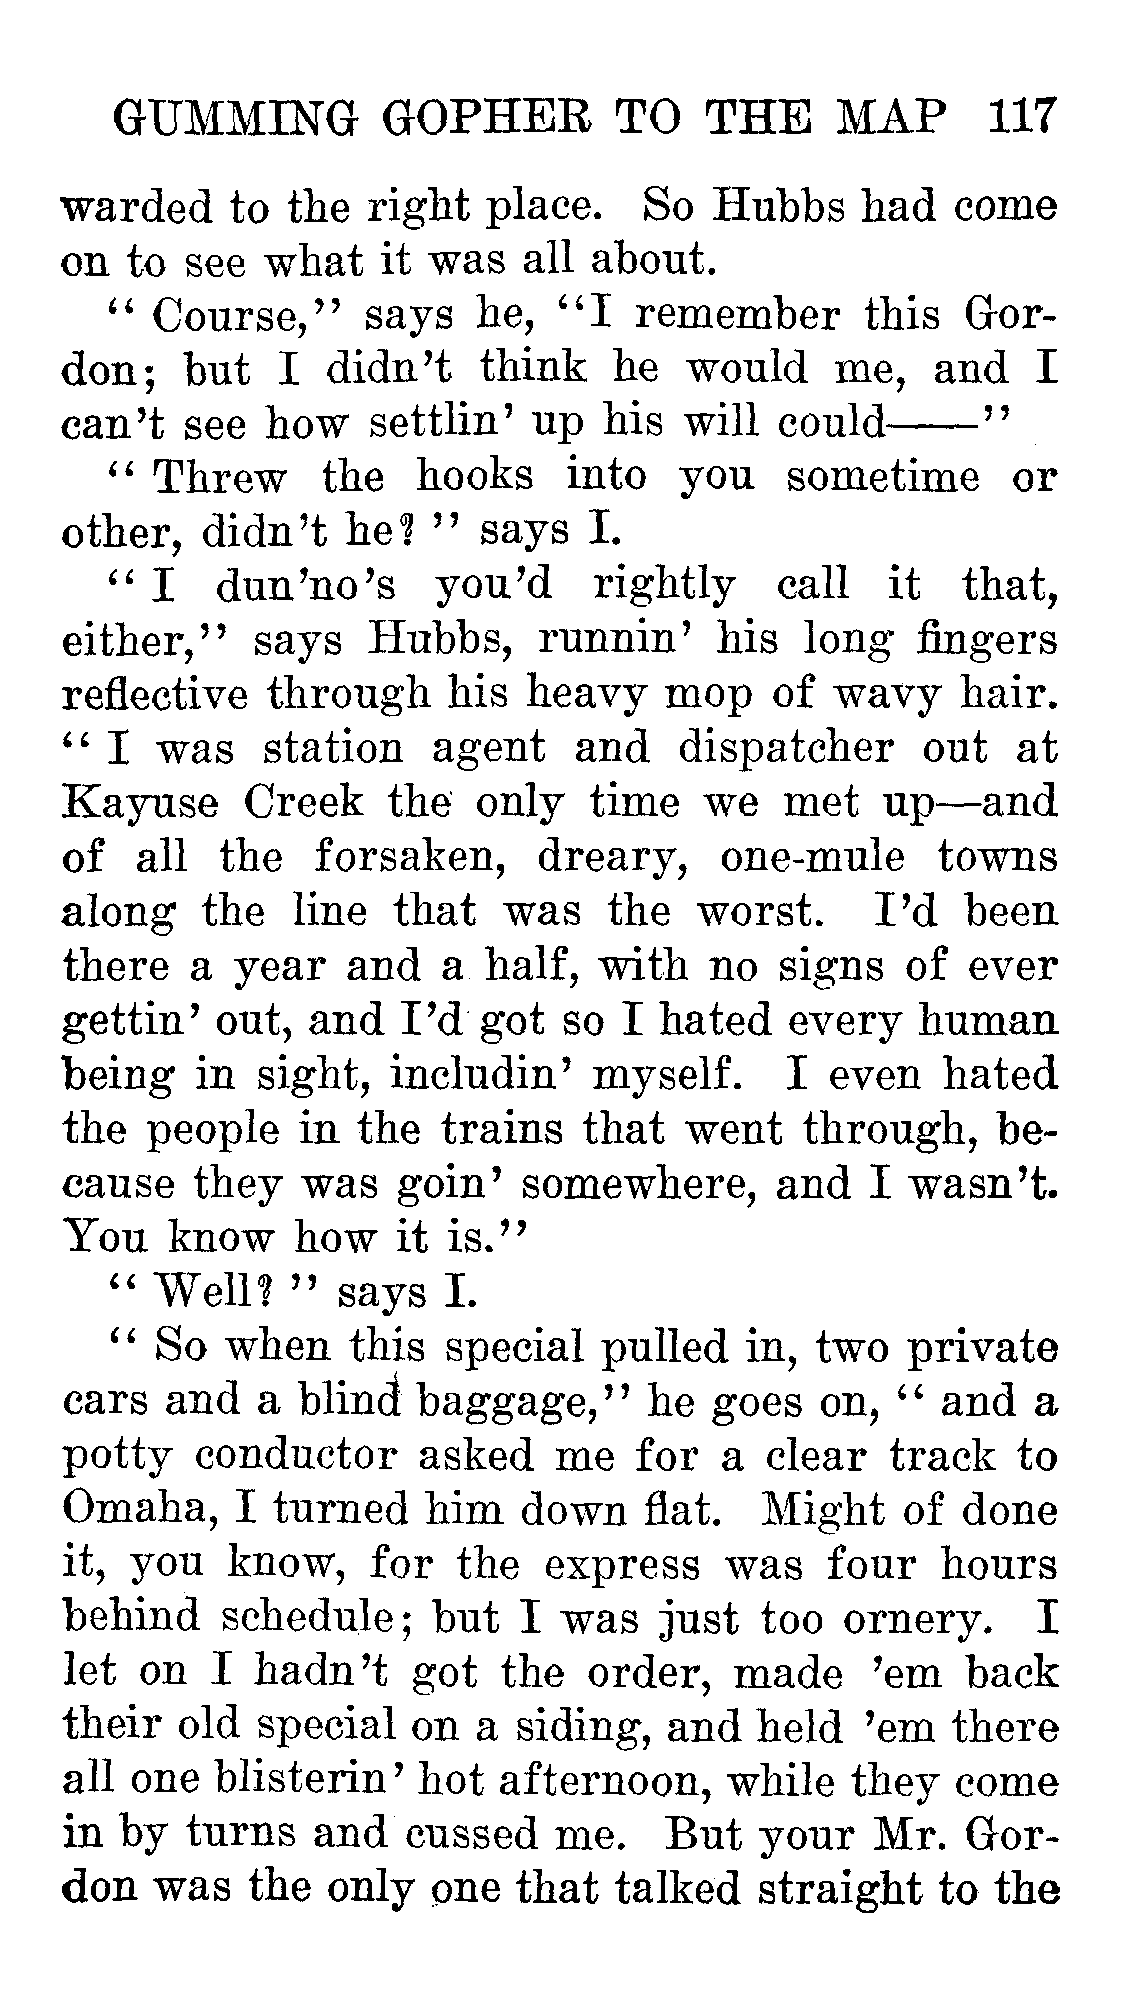 GUMMING GOPHER TO THE MAP 117
warded to the right place. So Hubbs had come
on to see what it was all about.
" Course," says he, "I remember this Gor-
don; but I didn't think he would me, and I
can't see how settlin' up his will could——"
" Threw the hooks into you sometime or
other, didn't he? " says I.
" I dun'no's you'd rightly call it that,
either," says Hubbs, runnin' his long fingers
reflective through his heavy mop of wavy hair.
" I was station agent and dispatcher out at
Kayuse Creek the only time we met up—and
of all the forsaken, dreary, one-mule towns
along the line that was the worst. I'd been
there a year and a half, with no signs of ever
gettin' out, and I'd got so I hated every human
being in sight, includin' myself. I even hated
the people in the trains that went through, be-
cause they was goin' somewhere, and I wasn't.
You know how it is."
" Well? " says I.
" So when this special pulled in, two private
cars and a blind baggage," he goes on, " and a
potty conductor asked me for a clear track to
Omaha, I turned him down flat. Might of done
it, you know, for the express was four hours
behind schedule; but I was just too ornery. I
let on I hadn't got the order, made 'em back
their old special on a siding, and held 'em there
all one blisterin' hot afternoon, while they come
in by turns and cussed me. But your Mr. Gor-
don was the only one that talked straight to the